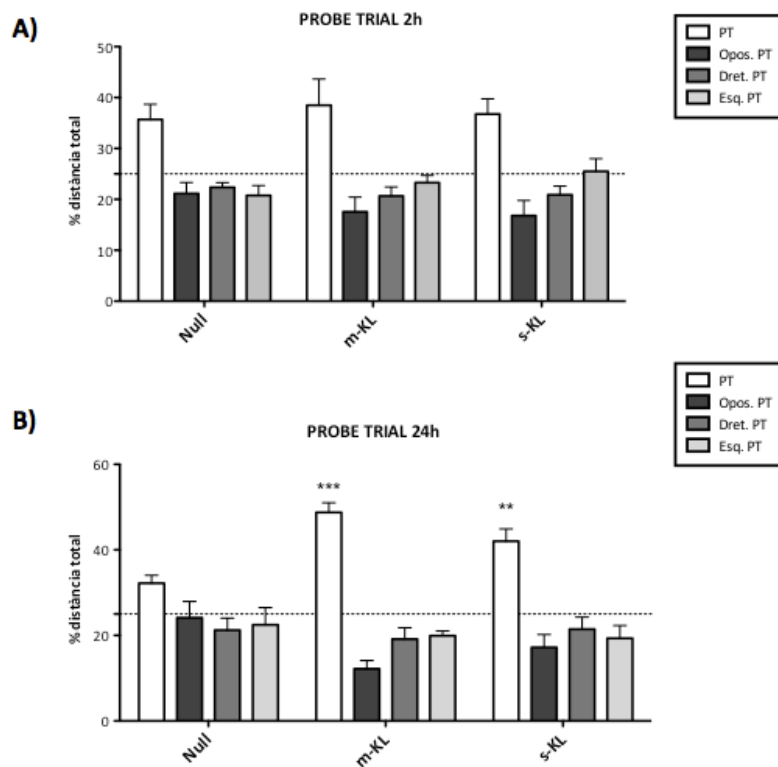 A)
PROBE TRIAL 2h
PT
Opos. PT
Dret. PT
Esq. PT
% distància total
50
40
30
20
10
0
Null
m-KL
s-KL
B)
PROBE TRIAL 24h
PT
Opos. PT
Dret. PT
Esq. PT
% distància total
60
40
20
0
***
**
Null
m-KL
s-KL